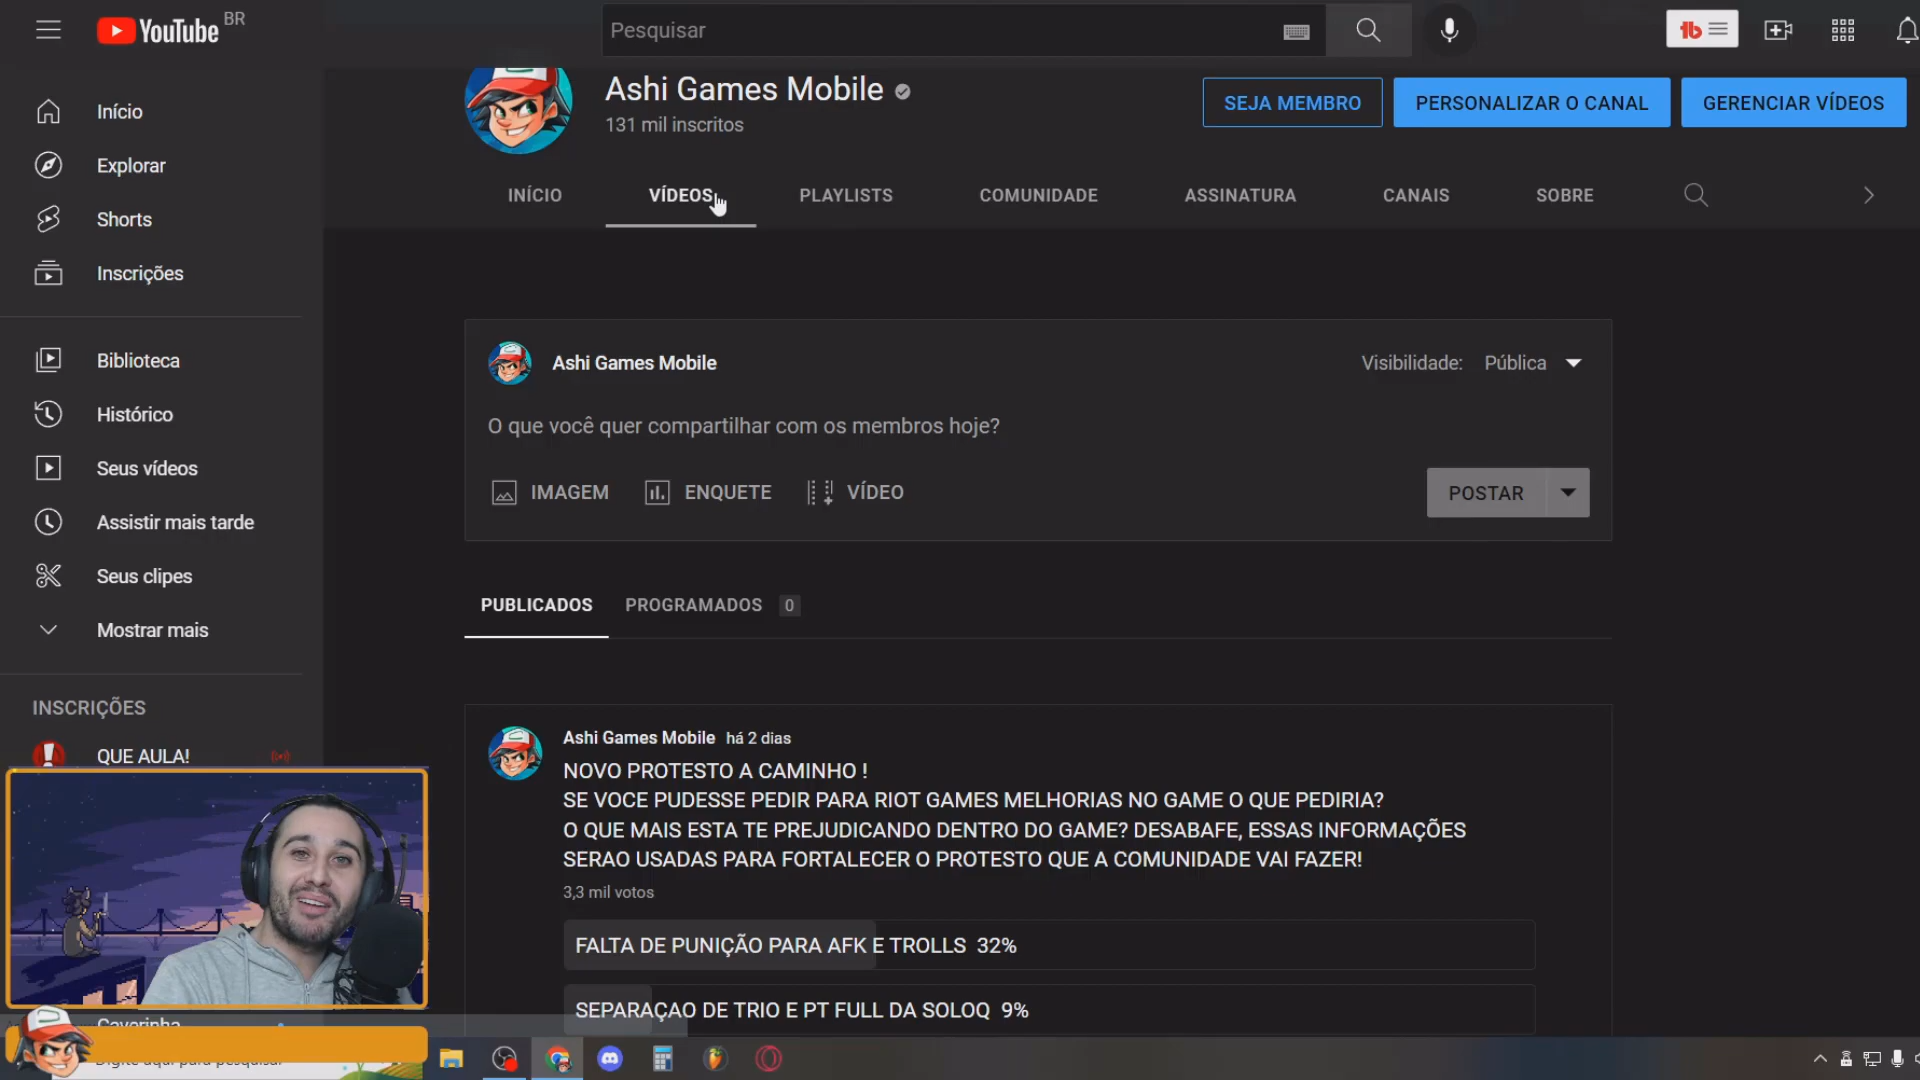 YouTube BR
Pesquisar
Início
Explorar
Shorts
Inscrições
Biblioteca
Histórico
Seus vídeos
Assistir mais tarde
Seus clipes
Mostrar mais
INSCRIÇÕES
QUE AULA!
Ashi Games Mobile
131 mil inscritos
SEJA MEMBRO
PERSONALIZAR O CANAL
GERENCIAR VÍDEOS
INÍCIO
VÍDEOS
PLAYLISTS
COMUNIDADE
ASSINATURA
CANAIS
SOBRE
Ashi Games Mobile
Visibilidade: Pública
O que você quer compartilhar com os membros hoje?
IMAGEM
ENQUETE
VÍDEO
POSTAR
PUBLICADOS
PROGRAMADOS 0
Ashi Games Mobile há 2 dias
NOVO PROTESTO A CAMINHO !
SE VOCE PUDESSE PEDIR PARA RIOT GAMES MELHORIAS NO GAME O QUE PEDIRIA?
O QUE MAIS ESTA TE PREJUDICANDO DENTRO DO GAME? DESABAFE, ESSAS INFORMAÇÕES
SERAO USADAS PARA FORTALECER O PROTESTO QUE A COMUNIDADE VAI FAZER!
3,3 mil votos
FALTA DE PUNIÇÃO PARA AFK E TROLLS 32%
SEPARAÇAO DE TRIO E PT FULL DA SOLOQ 9%